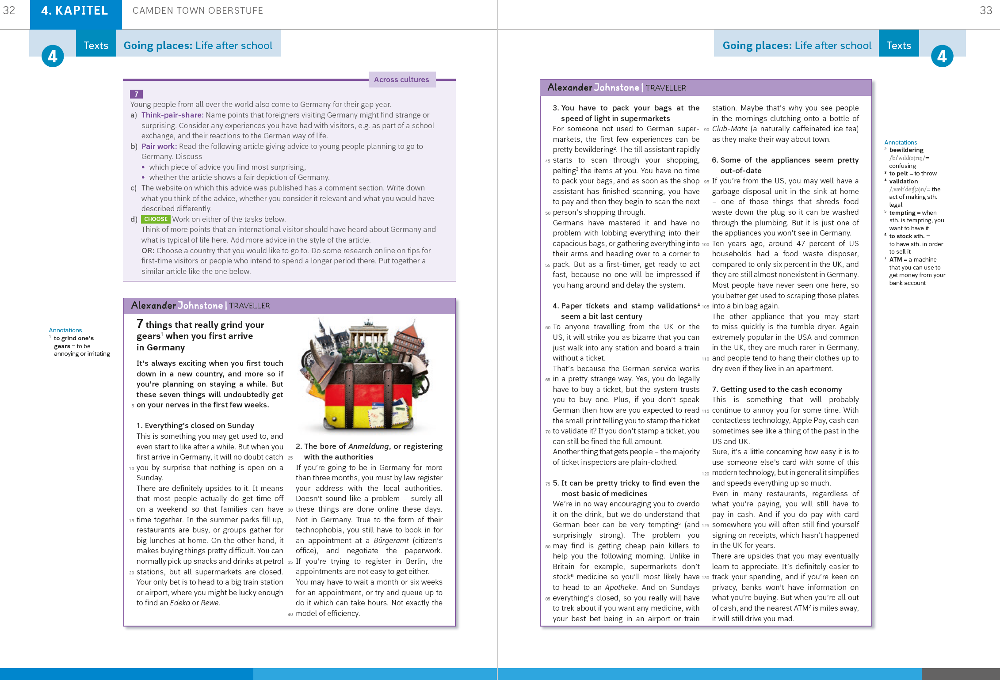 32
4. KAPITEL
CAMDEN TOWN OBERSTUFE
4
Texts
Going places: Life after school
Across cultures
7
Young people from all over the world also come to Germany for their gap year.
a) Think-pair-share: Name points that foreigners visiting Germany might find strange or
surprising. Consider any experiences you have had with visitors, e.g. as part of a school
exchange, and their reactions to the German way of life.
b) Pair work: Read the following article giving advice to young people planning to go to
Germany. Discuss
• which piece of advice you find most surprising,
• whether the article shows a fair depiction of Germany.
c) The website on which this advice was published has a comment section. Write down
what you think of the advice, whether you consider it relevant and what you would have
described differently.
d) CHOOSE Work on either of the tasks below.
Think of more points that an international visitor should have heard about Germany and
what is typical of life here. Add more advice in the style of the article.
OR: Choose a country that you would like to go to. Do some research online on tips for
first-time visitors or people who intend to spend a longer period there. Put together a
similar article like the one below.
Annotations
1 to grind one's
gears = to be
annoying or irritating
Alexander Johnstone | TRAVELLER
7 things that really grind your
gears1 when you first arrive
in Germany
It's always exciting when you first touch
down in a new country, and more so if
you're planning on staying a while. But
these seven things will undoubtedly get
5 on your nerves in the first few weeks.
1. Everything's closed on Sunday
This is something you may get used to, and
even start to like after a while. But when you
first arrive in Germany, it will no doubt catch
10 you by surprise that nothing is open on a
Sunday.
There are definitely upsides to it. It means
that most people actually do get time off
on a weekend so that families can have
15 time together. In the summer parks fill up,
restaurants are busy, or groups gather for
big lunches at home. On the other hand, it
makes buying things pretty difficult. You can
normally pick up snacks and drinks at petrol
20 stations, but all supermarkets are closed.
Your only bet is to head to a big train station
or airport, where you might be lucky enough
to find an Edeka or Rewe.
2. The bore of Anmeldung, or registering
25 with the authorities
If you're going to be in Germany for more
than three months, you must by law register
your address with the local authorities.
Doesn't sound like a problem – surely all
30 these things are done online these days.
Not in Germany. True to the form of their
technophobia, you still have to book in for
an appointment at a Bürgeramt (citizen's
office), and negotiate the paperwork.
35 If you're trying to register in Berlin, the
appointments are not easy to get either.
You may have to wait a month or six weeks
for an appointment, or try and queue up to
do it which can take hours. Not exactly the
40 model of efficiency.
33
Going places: Life after school
Texts
4
Alexander Johnstone | TRAVELLER
3. You have to pack your bags at the
speed of light in supermarkets
For someone not used to German super-
markets, the first few experiences can be
pretty bewildering2. The till assistant rapidly
45 starts to scan through your shopping,
pelting3 the items at you. You have no time
to pack your bags, and as soon as the shop
assistant has finished scanning, you have
to pay and then they begin to scan the next
50 person's shopping through.
Germans have mastered it and have no
problem with lobbing everything into their
capacious bags, or gathering everything into
their arms and heading over to a corner to
55 pack. But as a first-timer, get ready to act
fast, because no one will be impressed if
you hang around and delay the system.
4. Paper tickets and stamp validations4
seem a bit last century
60 To anyone travelling from the UK or the
US, it will strike you as bizarre that you can
just walk into any station and board a train
without a ticket.
That's because the German service works
65 in a pretty strange way. Yes, you do legally
have to buy a ticket, but the system trusts
you to buy one. Plus, if you don't speak
German then how are you expected to read
the small print telling you to stamp the ticket
70 to validate it? If you don't stamp a ticket, you
can still be fined the full amount.
Another thing that gets people – the majority
of ticket inspectors are plain-clothed.
75 5. It can be pretty tricky to find even the
most basic of medicines
We're in no way encouraging you to overdo
it on the drink, but we do understand that
German beer can be very tempting5 (and
surprisingly strong). The problem you
80 may find is getting cheap pain killers to
help you the following morning. Unlike in
Britain for example, supermarkets don't
stock6 medicine so you'll most likely have
to head to an Apotheke. And on Sundays
85 everything's closed, so you really will have
to trek about if you want any medicine, with
your best bet being in an airport or train
station. Maybe that's why you see people
in the mornings clutching onto a bottle of
90 Club-Mate (a naturally caffeinated ice tea)
as they make their way about town.
6. Some of the appliances seem pretty
out-of-date
95 If you're from the US, you may well have a
garbage disposal unit in the sink at home
– one of those things that shreds food
waste down the plug so it can be washed
through the plumbing. But it is just one of
the appliances you won't see in Germany.
100 Ten years ago, around 47 percent of US
households had a food waste disposer,
compared to only six percent in the UK, and
they are still almost nonexistent in Germany.
Most people have never seen one here, so
you better get used to scraping those plates
105 into a bin bag again.
The other appliance that you may start
to miss quickly is the tumble dryer. Again
extremely popular in the USA and common
in the UK, they are much rarer in Germany,
110 and people tend to hang their clothes up to
dry even if they live in an apartment.
7. Getting used to the cash economy
This is something that will probably
115 continue to annoy you for some time. With
contactless technology, Apple Pay, cash can
sometimes see like a thing of the past in the
US and UK.
Sure, it's a little concerning how easy it is to
use someone else's card with some of this
120 modern technology, but in general it simplifies
and speeds everything up so much.
Even in many restaurants, regardless of
what you're paying, you will still have to
pay in cash. And if you do pay with card
125 somewhere you will often still find yourself
signing on receipts, which hasn't happened
in the UK for years.
There are upsides that you may eventually
learn to appreciate. It's definitely easier to
130 track your spending, and if you're keen on
privacy, banks won't have information on
what you're buying. But when you're all out
of cash, and the nearest ATM7 is miles away,
it will still drive you mad.
Annotations
2 bewildering
/bɪˈwɪld(ə)rɪŋ/=
confusing
3 to pelt = to throw
4 validation
/ˌvælɪˈdeɪʃ(ə)n/= the
act of making sth.
legal
5 tempting = when
sth. is tempting, you
want to have it
6 to stock sth. =
to have sth. in order
to sell it
7 ATM = a machine
that you can use to
get money from your
bank account